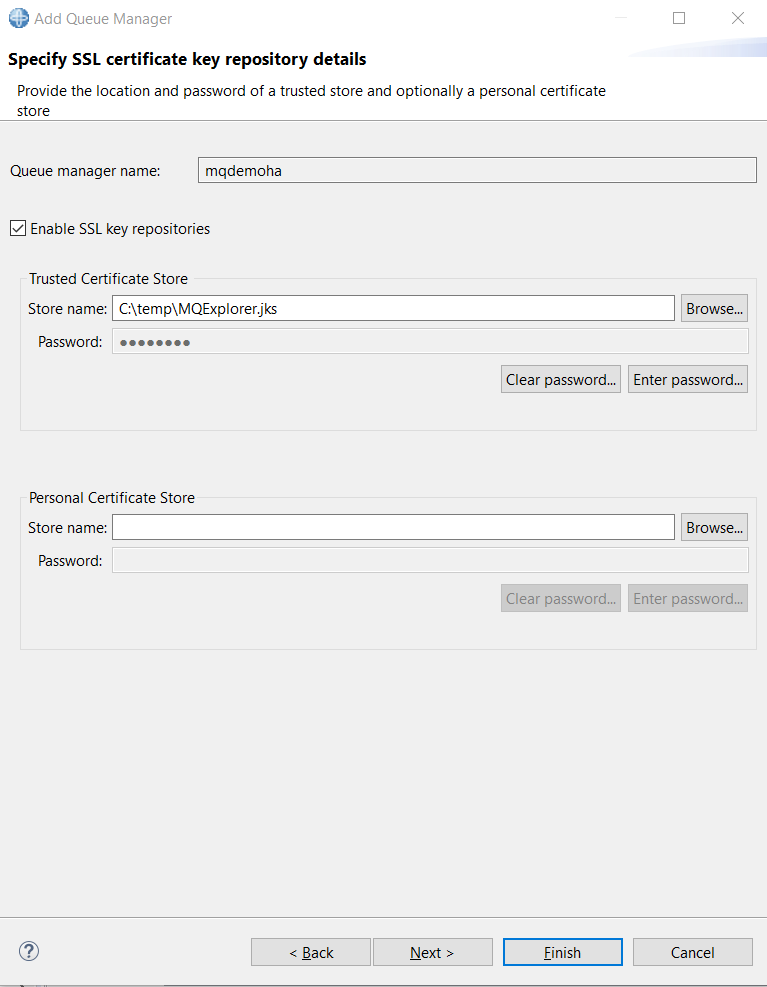 Add Queue Manager
Specify SSL certificate key repository details
Provide the location and password of a trusted store and optionally a personal certificate
store
Queue manager name: mqdemoha
Enable SSL key repositories
Trusted Certificate Store
Store name: C:\temp\MQExplorer.jks Browse...
Password: ●●●●●●●●
Clear password... Enter password...
Personal Certificate Store
Store name: Browse...
Password:
Clear password... Enter password...
? < Back Next > Finish Cancel